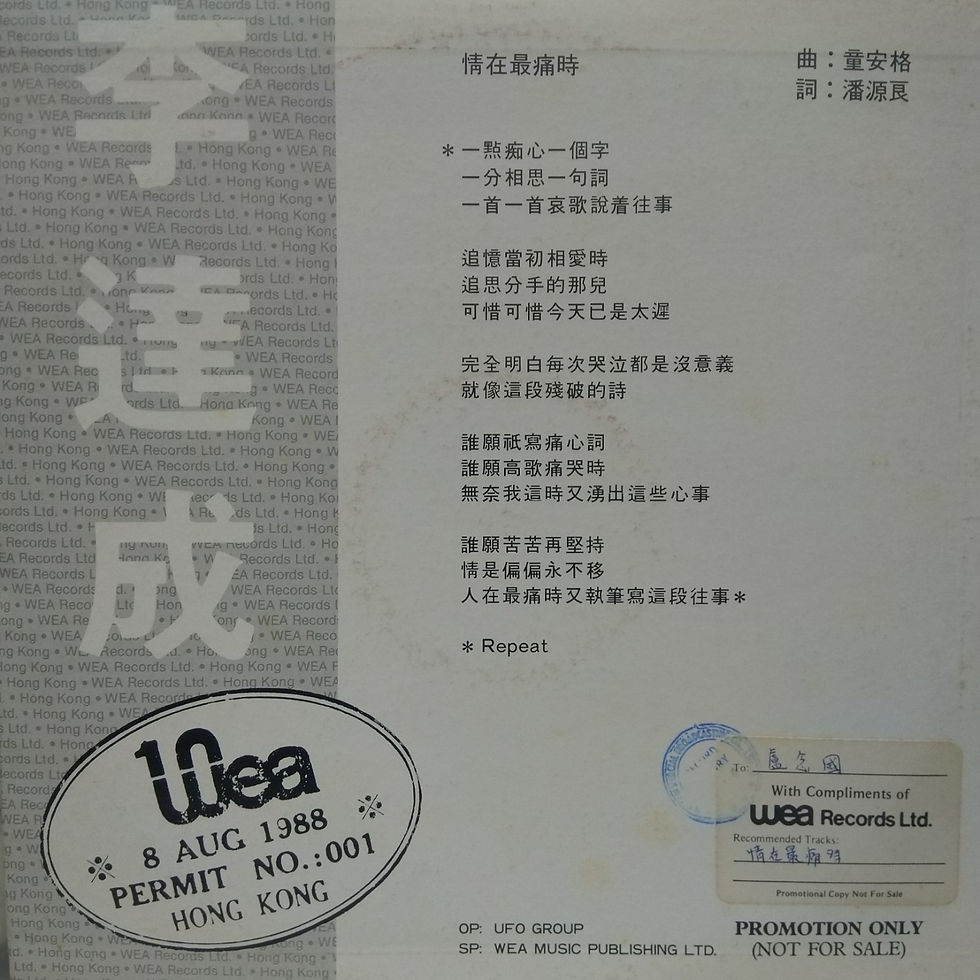 李達成
情在最痛時
曲：童安格
詞：潘源良
＊一點痴心一個字
一分相思一句詞
一首一首哀歌說着往事
追憶當初相愛時
追思分手的那兒
可惜可惜今天已是太遲
完全明白每次哭泣都是沒意義
就像這段殘破的詩
誰願祇寫痛心詞
誰願高歌痛哭時
無奈我這時又湧出這些心事
誰願苦苦再堅持
情是偏偏永不移
人在最痛時又執筆寫這段往事＊
＊Repeat
10
wea
8 AUG 1988
PERMIT NO.:001
HONG KONG
To:
With Compliments of
wea Records Ltd.
Recommended Tracks:
情在最痛時
Promotional Copy Not For Sale
OP: UFO GROUP
SP: WEA MUSIC PUBLISHING LTD.
PROMOTION ONLY
(NOT FOR SALE)